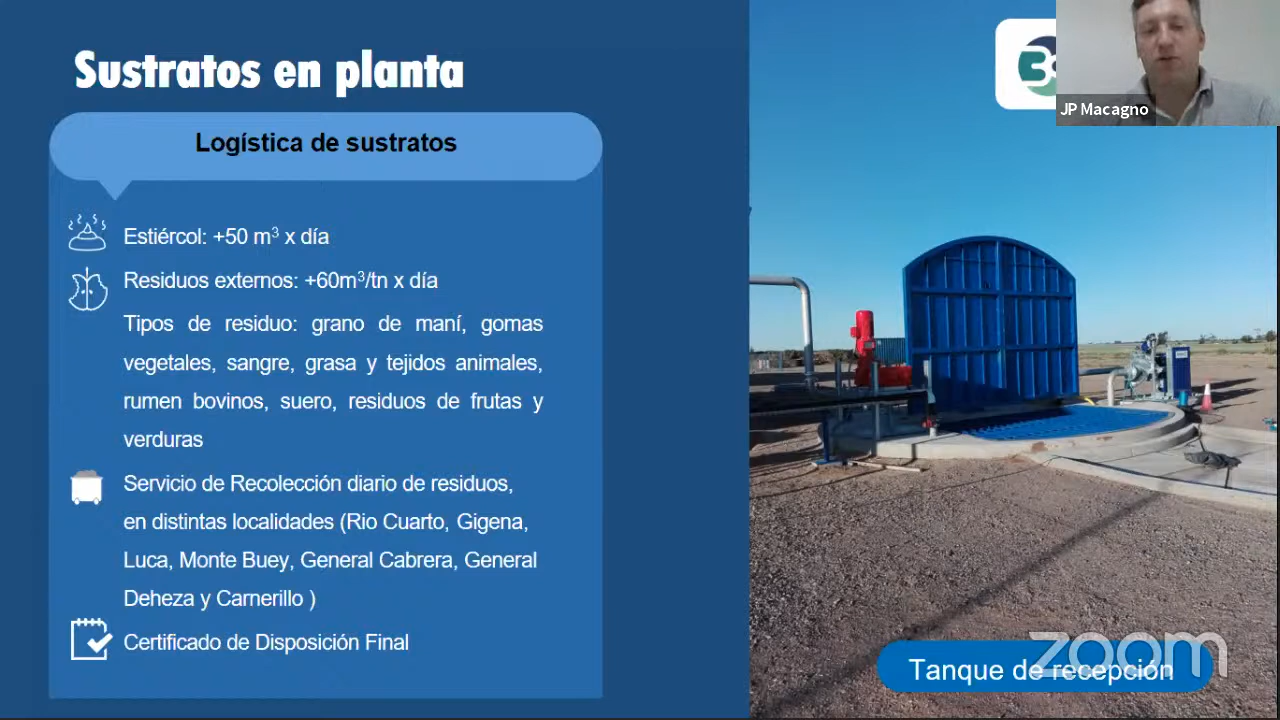 Sustratos en planta
Logística de sustratos
Estiércol: +50 m³ x día
Residuos externos: +60m³/tn x día
Tipos de residuo: grano de maní, gomas
vegetales, sangre, grasa y tejidos animales,
rumen bovinos, suero, residuos de frutas y
verduras
Servicio de Recolección diario de residuos,
en distintas localidades (Rio Cuarto, Gigena,
Luca, Monte Buey, General Cabrera, General
Deheza y Carnerillo )
Certificado de Disposición Final
JP Macagno
Tanque de recepción
zoom